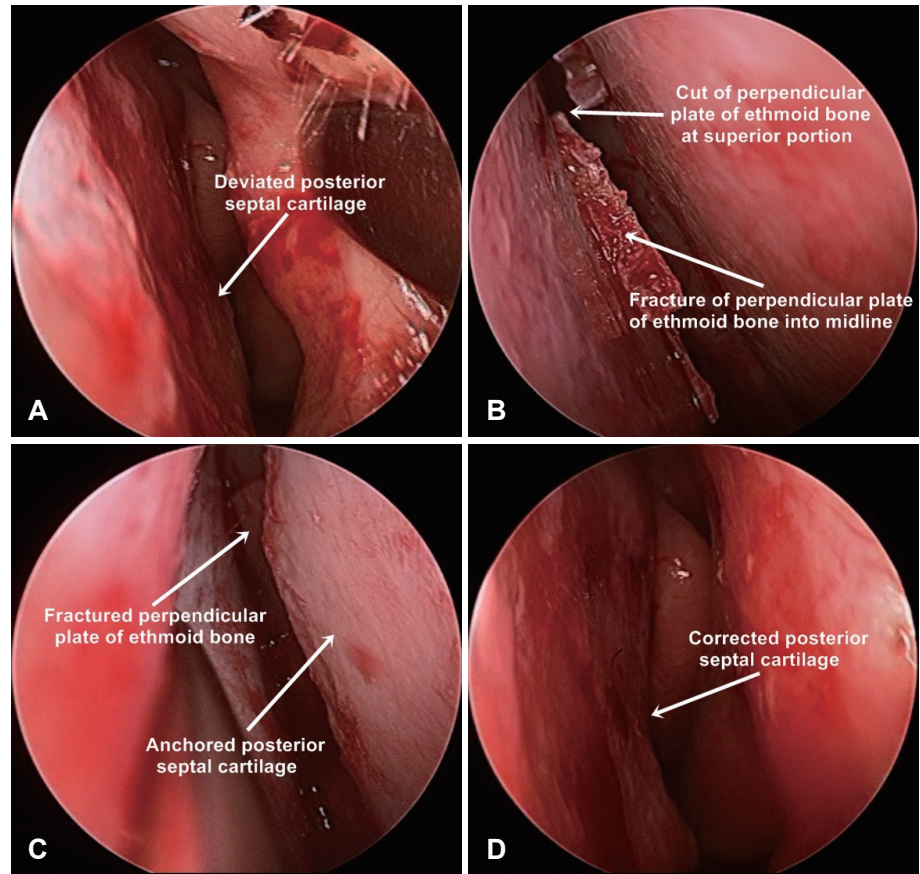 Deviated posterior
septal cartilage
A
Cut of perpendicular
plate of ethmoid bone
at superior portion
Fracture of perpendicular plate
of ethmoid bone into midline
B
Fractured perpendicular
plate of ethmoid bone
Anchored posterior
septal cartilage
C
Corrected posterior
septal cartilage
D